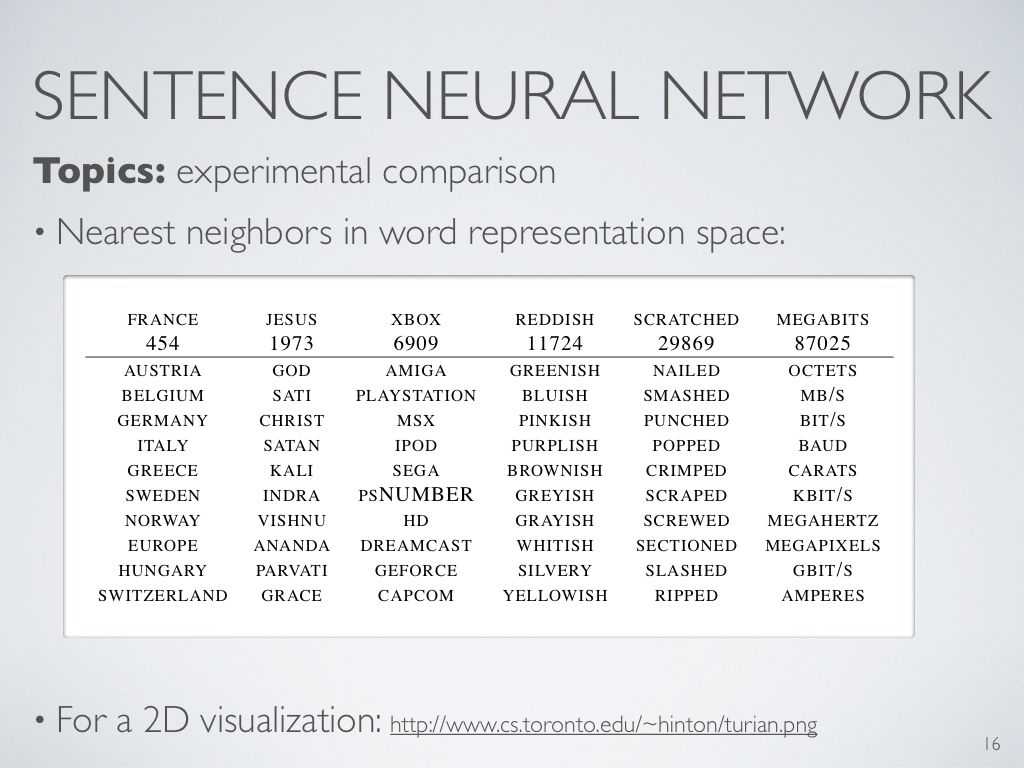 SENTENCE NEURAL NETWORK
Topics: experimental comparison
• Nearest neighbors in word representation space:
FRANCE JESUS XBOX REDDISH SCRATCHED MEGABITS
454 1973 6909 11724 29869 87025
AUSTRIA GOD AMIGA GREENISH NAILED OCTETS
BELGIUM SATI PLAYSTATION BLUISH SMASHED MB/S
GERMANY CHRIST MSX PINKISH PUNCHED BIT/S
ITALY SATAN IPOD PURPLISH POPPED BAUD
GREECE KALI SEGA BROWNISH CRIMPED CARATS
SWEDEN INDRA PSNUMBER GREYISH SCRAPED KBIT/S
NORWAY VISHNU HD GRAYISH SCREWED MEGAHERTZ
EUROPE ANANDA DREAMCAST WHITISH SECTIONED MEGAPIXELS
HUNGARY PARVATI GEFORCE SILVERY SLASHED GBIT/S
SWITZERLAND GRACE CAPCOM YELLOWISH RIPPED AMPERES
• For a 2D visualization: http://www.cs.toronto.edu/~hinton/turian.png
16